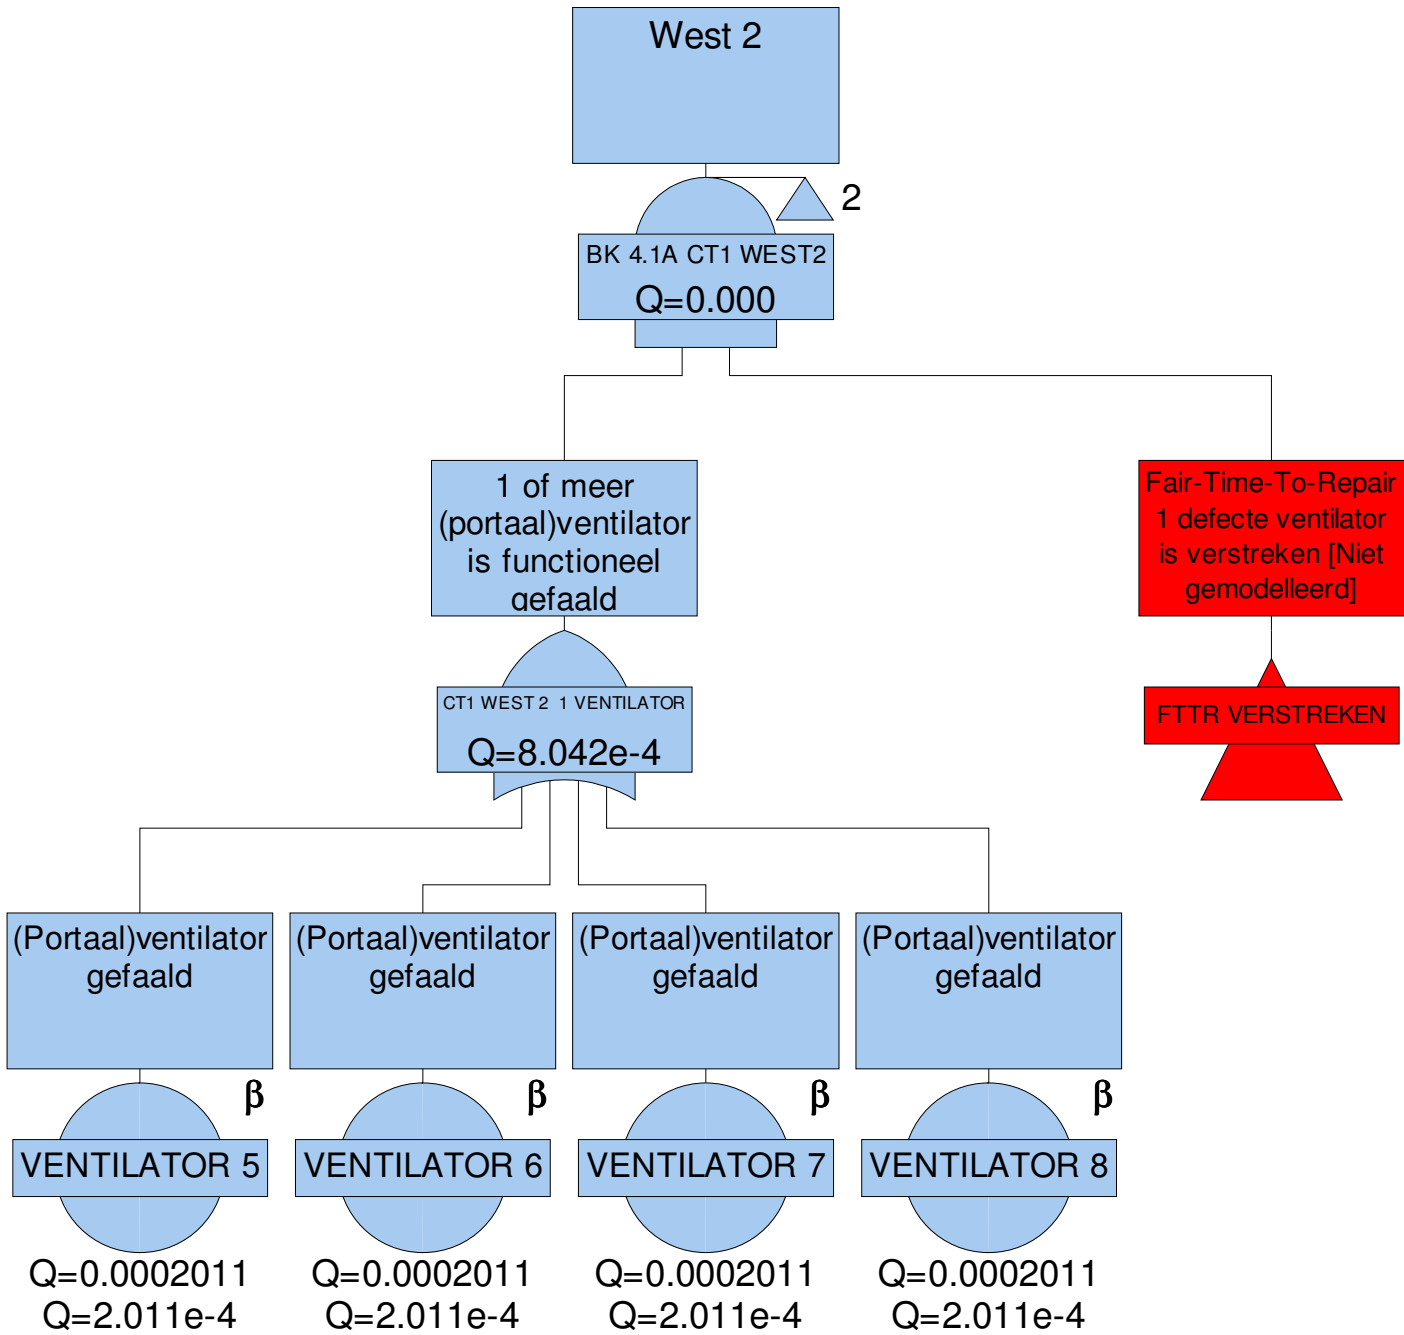 West 2
2
BK 4.1A CT1 WEST2
Q=0.000
1 of meer
(portaal)ventilator
is functioneel
gefaald
Fair-Time-To-Repair
1 defecte ventilator
is verstreken [Niet
gemodelleerd]
CT1 WEST 2 1 VENTILATOR
Q=8.042e-4
FTTR VERSTREKEN
(Portaal)ventilator
gefaald
(Portaal)ventilator
gefaald
(Portaal)ventilator
gefaald
(Portaal)ventilator
gefaald
β
β
β
β
VENTILATOR 5
VENTILATOR 6
VENTILATOR 7
VENTILATOR 8
Q=0.0002011
Q=2.011e-4
Q=0.0002011
Q=2.011e-4
Q=0.0002011
Q=2.011e-4
Q=0.0002011
Q=2.011e-4